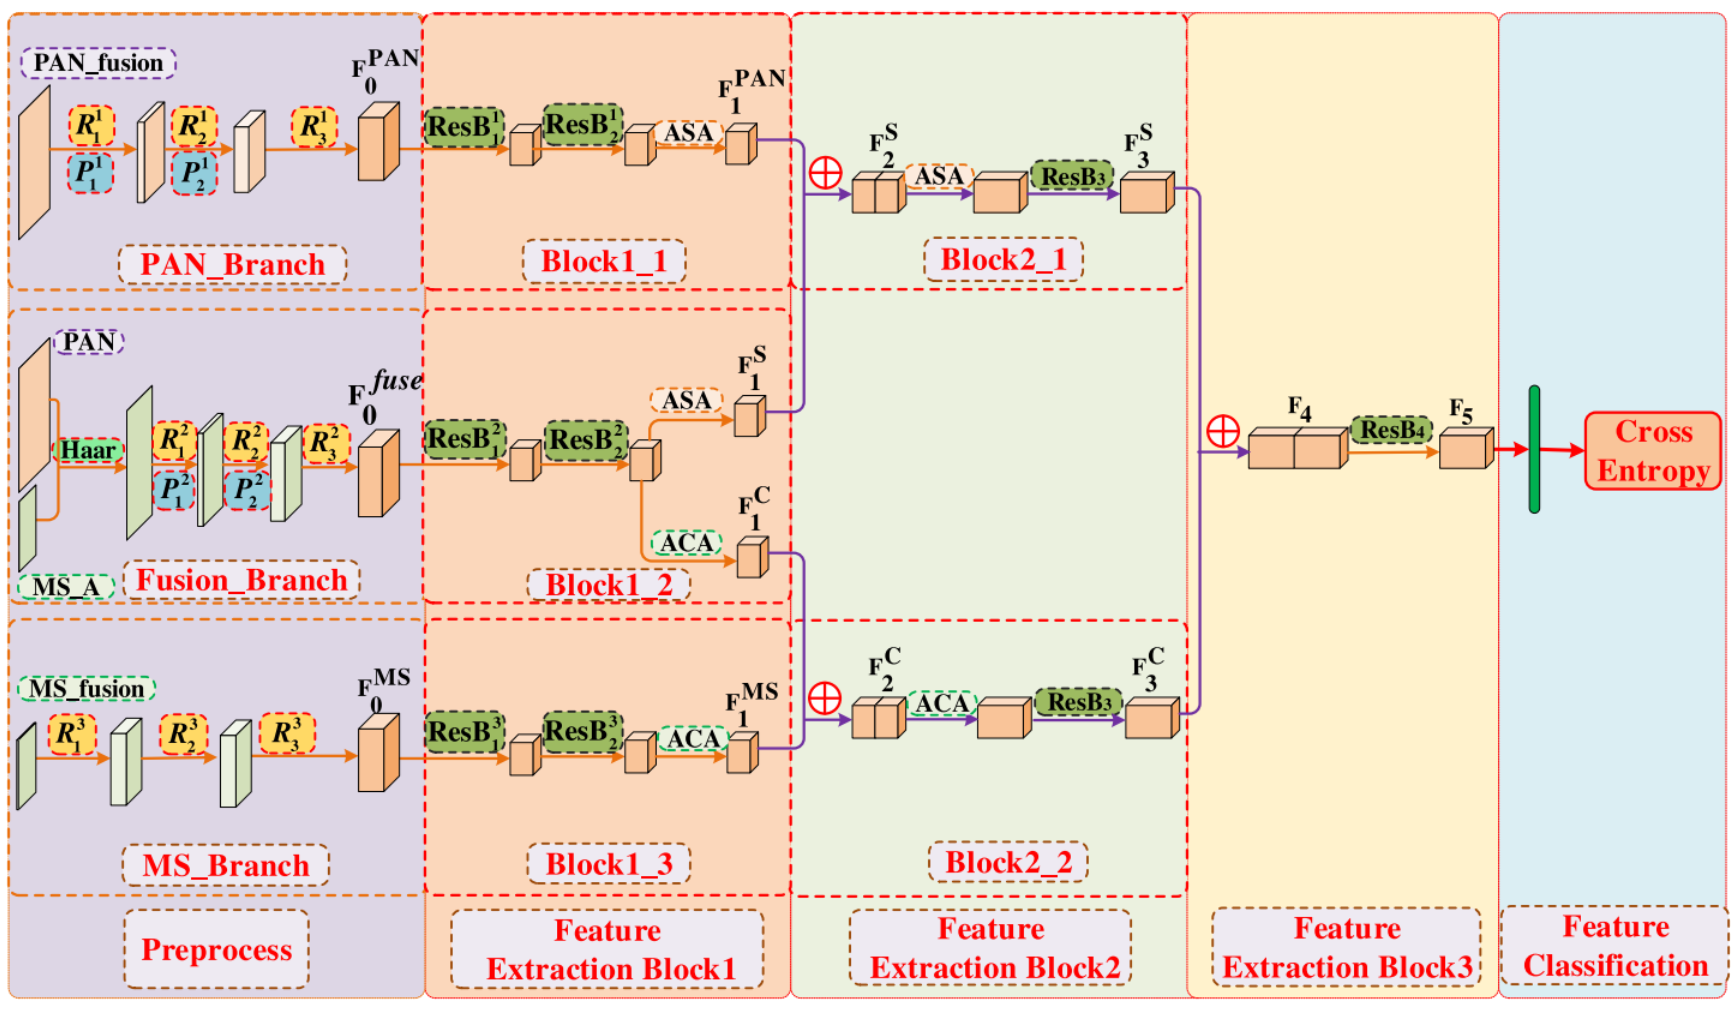 PAN_fusion
R_1^1
P_1^1
R_2^1
P_2^1
R_3^1
F_0^PAN
PAN_Branch
ResB_1^1
ResB_2^1
ASA
F_1^PAN
Block1_1
F_2^S
ASA
ResB3
F_3^S
Block2_1
PAN
Haar
MS_A
R_1^2
P_1^2
R_2^2
P_2^2
R_3^2
F_0^fuse
Fusion_Branch
ResB_1^2
ResB_2^2
ASA
F_1^S
ACA
F_1^C
Block1_2
F_4
ResB4
F_5
Cross
Entropy
MS_fusion
R_1^3
R_2^3
R_3^3
F_0^MS
MS_Branch
ResB_1^3
ResB_2^3
ACA
F_1^MS
Block1_3
F_2^C
ACA
ResB3
F_3^C
Block2_2
Preprocess
Feature
Extraction Block1
Feature
Extraction Block2
Feature
Extraction Block3
Feature
Classification